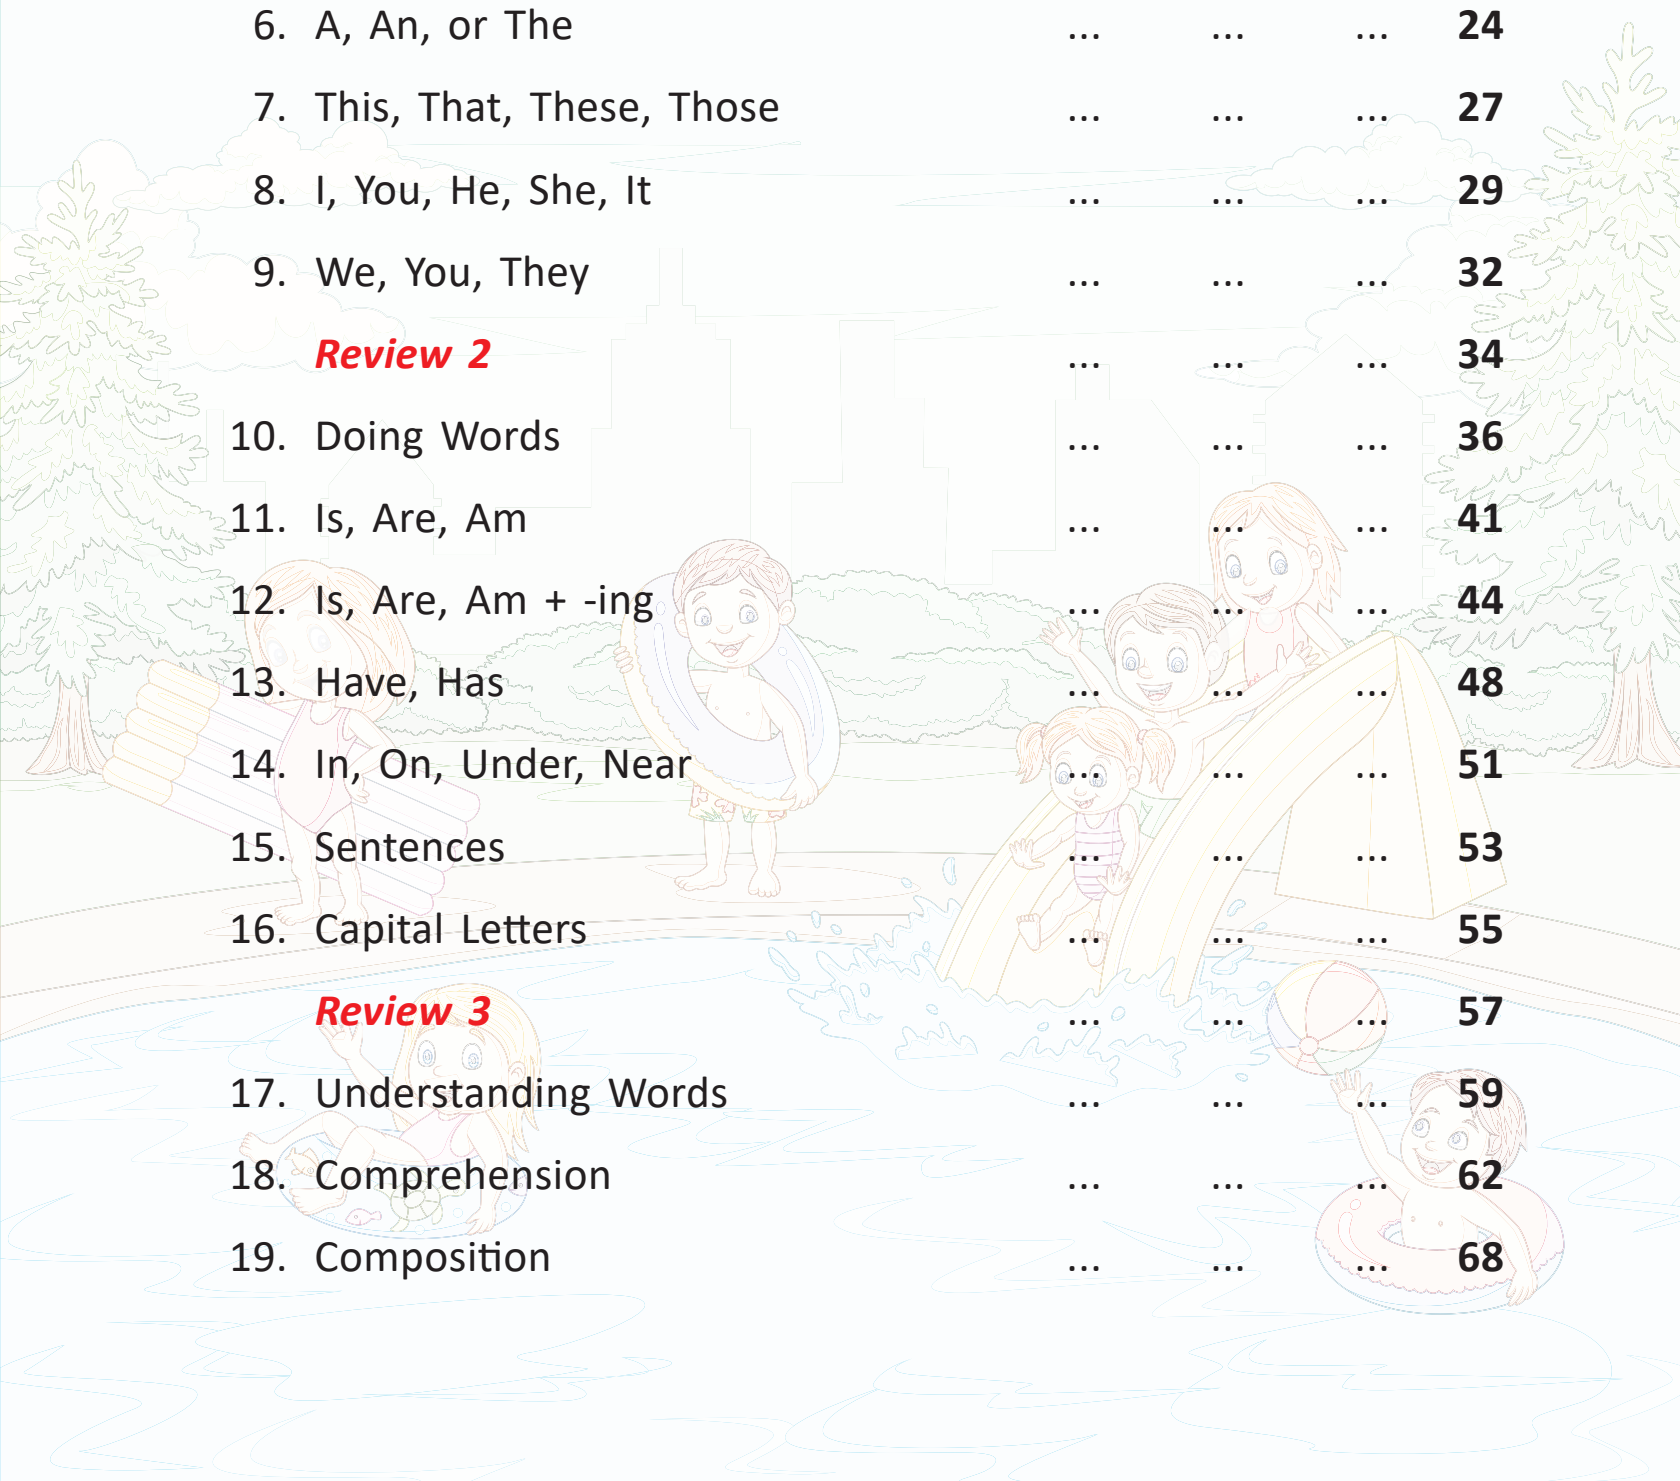 6. A, An, or The ... ... ... 24
7. This, That, These, Those ... ... ... 27
8. I, You, He, She, It ... ... ... 29
9. We, You, They ... ... ... 32
Review 2 ... ... ... 34
10. Doing Words ... ... ... 36
11. Is, Are, Am ... ... ... 41
12. Is, Are, Am + -ing ... ... ... 44
13. Have, Has ... ... ... 48
14. In, On, Under, Near ... ... ... 51
15. Sentences ... ... ... 53
16. Capital Letters ... ... ... 55
Review 3 ... ... ... 57
17. Understanding Words ... ... ... 59
18. Comprehension ... ... ... 62
19. Composition ... ... ... 68